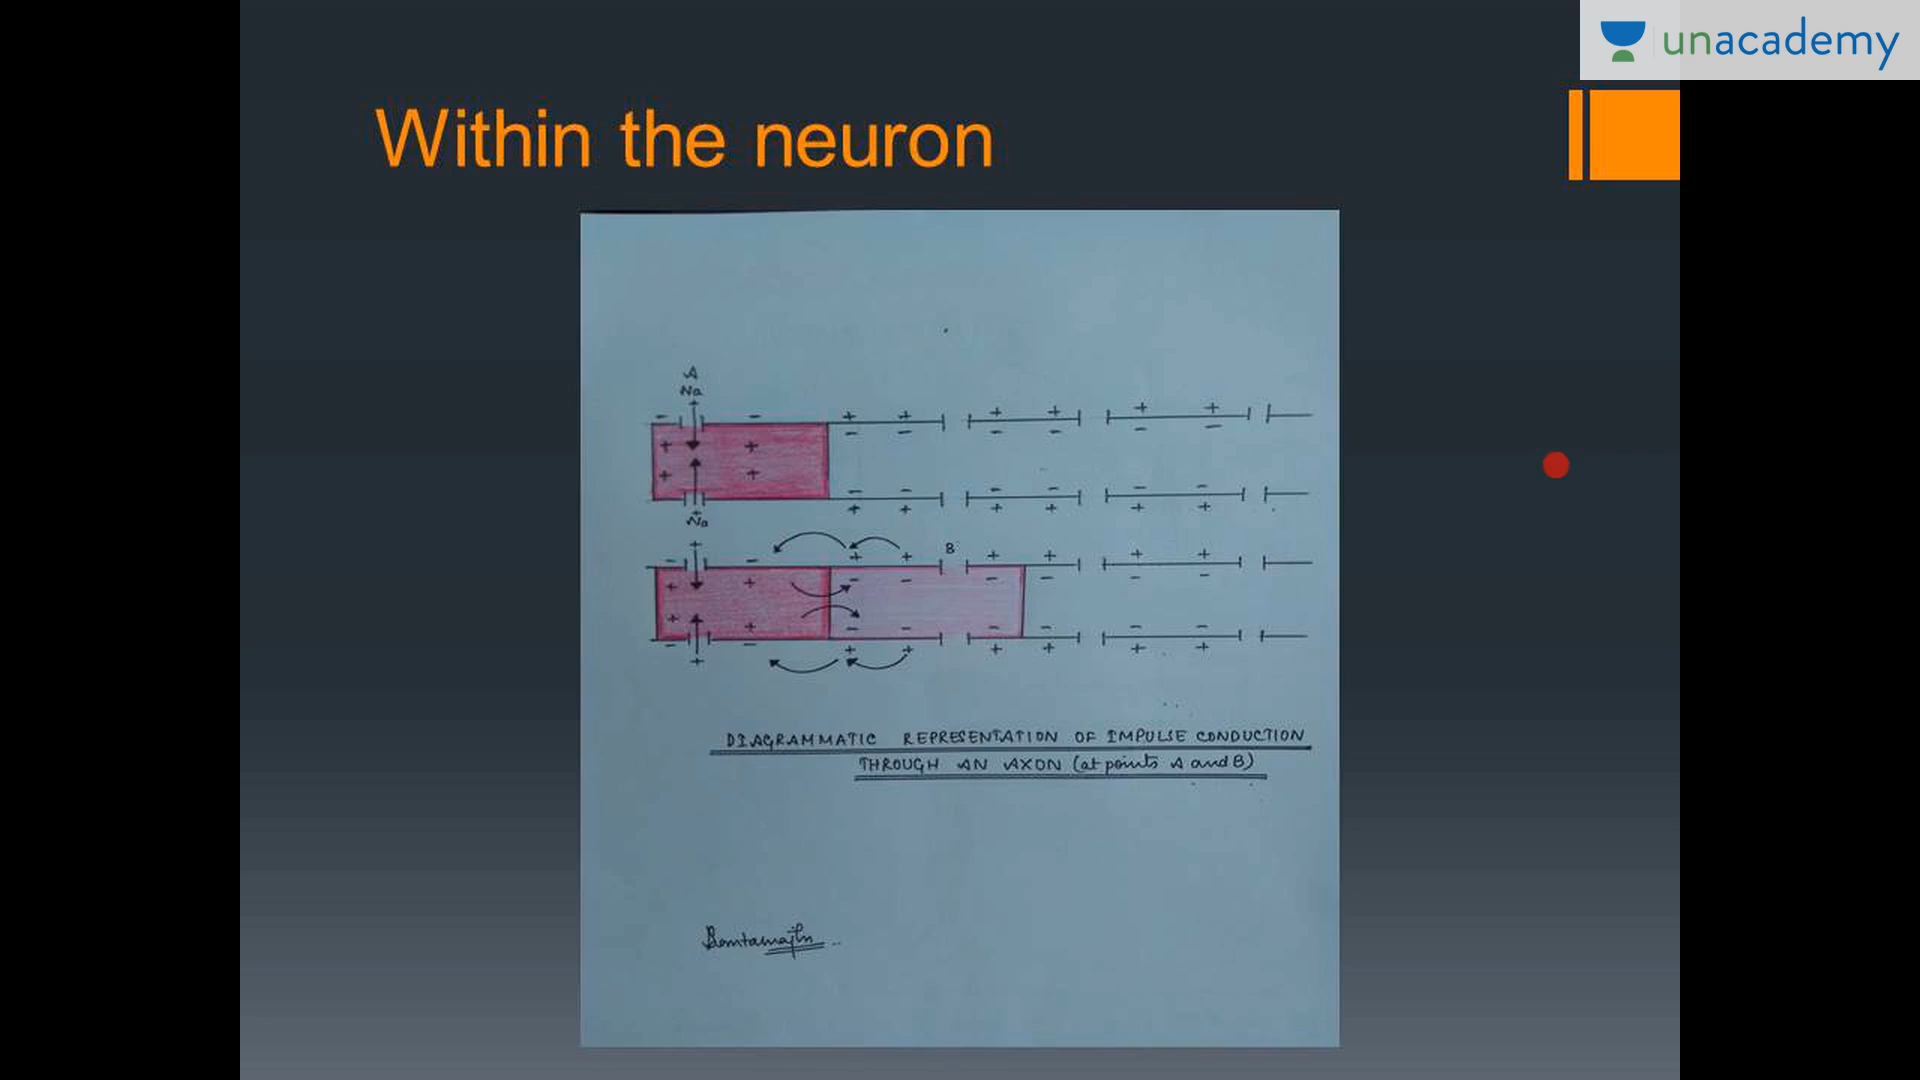 unacademy
Within the neuron
A
Na
+
- - + + + + + +
- - - - - -
+ +
+ +
- - - - - -
+ + + + + +
+
Na
B
+
- - + + + + + +
+ + - - - - - -
+ + - - - - - -
- - + + + + + +
+
DIAGRAMMATIC REPRESENTATION OF IMPULSE CONDUCTION
THROUGH AN AXON (at points A and B)